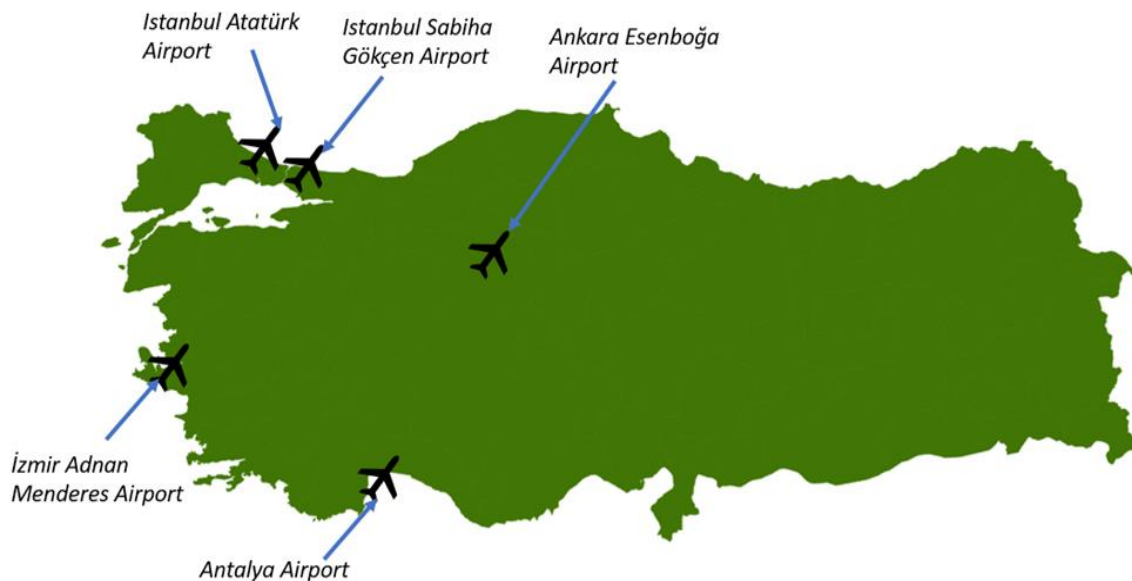 Istanbul Atatürk
Airport
Istanbul Sabiha
Gökçen Airport
Ankara Esenboğa
Airport
İzmir Adnan
Menderes Airport
Antalya Airport